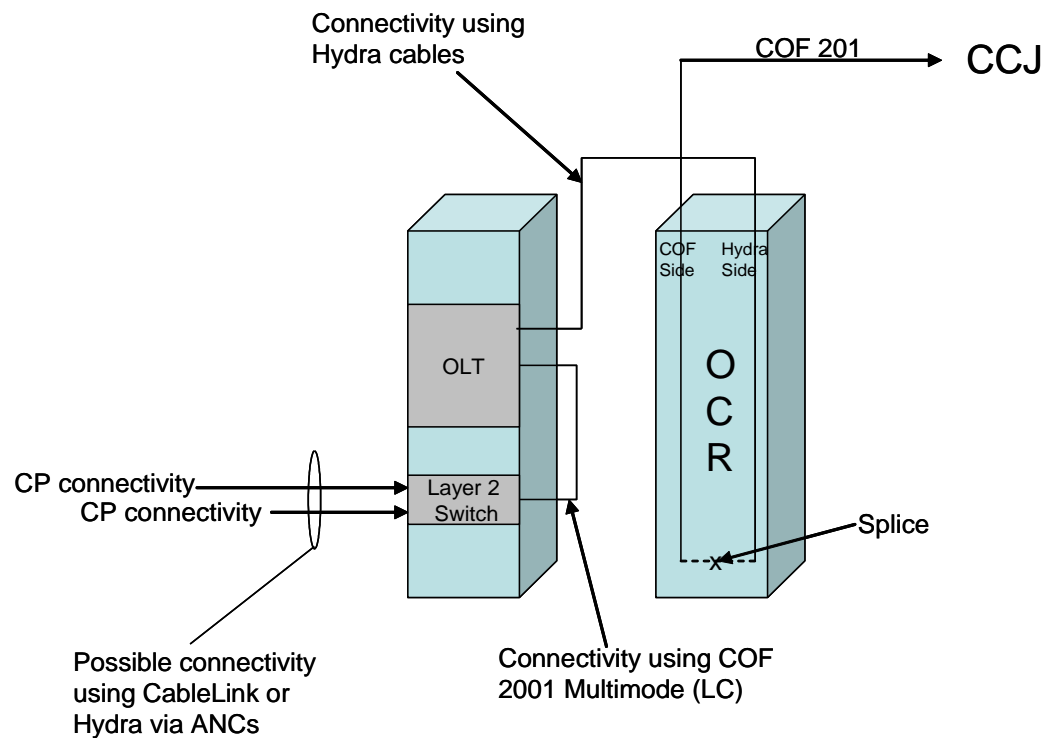 Connectivity using
Hydra cables
COF 201
CCJ
COF
Side
Hydra
Side
OLT
O
C
R
CP connectivity
CP connectivity
Layer 2
Switch
Splice
x
Possible connectivity
using CableLink or
Hydra via ANCs
Connectivity using COF
2001 Multimode (LC)